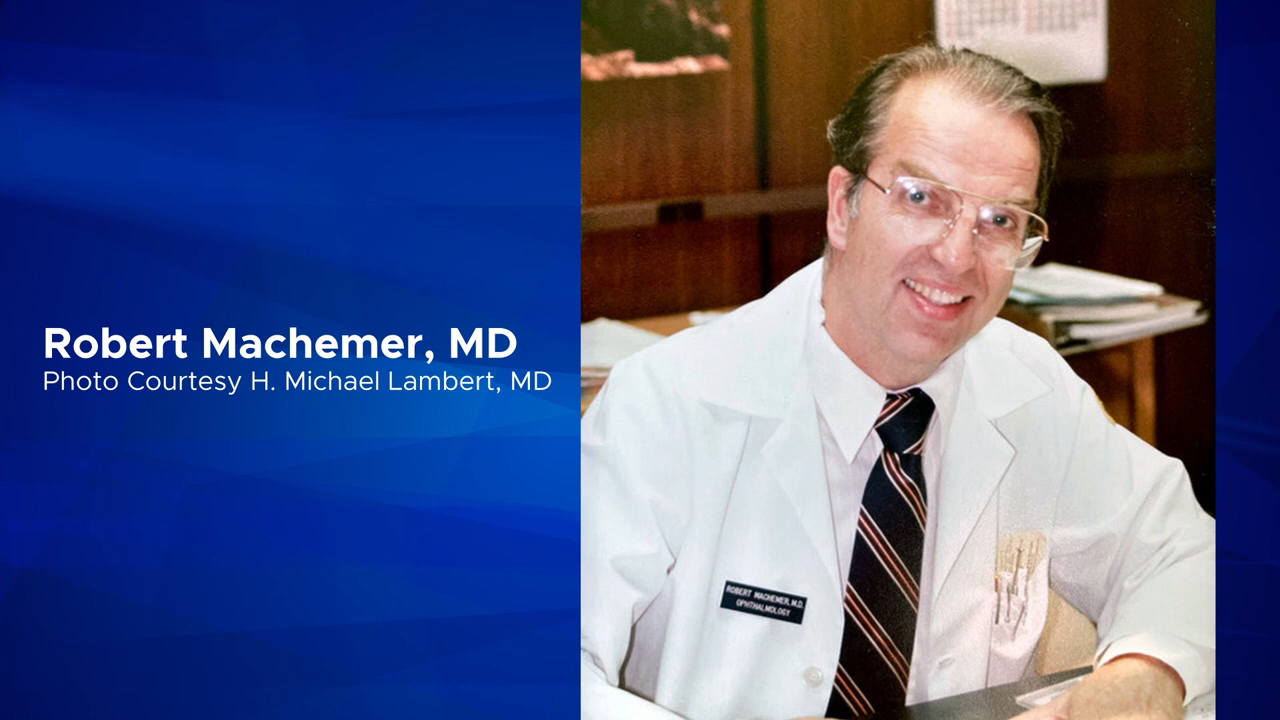 Robert Machemer, MD
Photo Courtesy H. Michael Lambert, MD
ROBERT MACHEMER, M.D.
OPHTHALMOLOGY